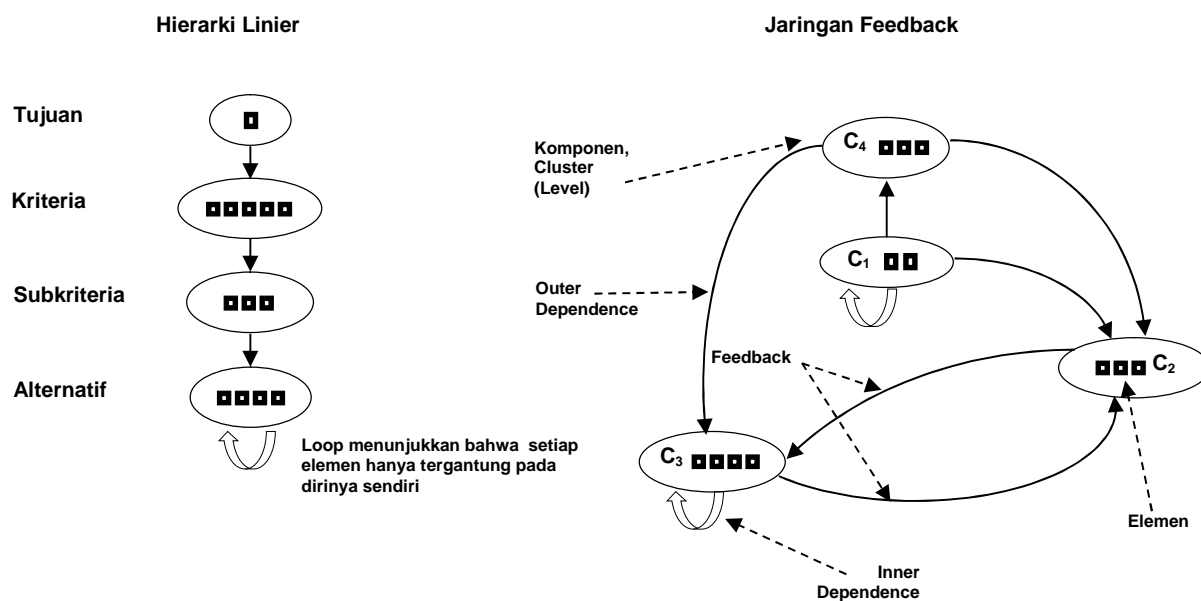 Hierarki Linier
Tujuan
Kriteria
Subkriteria
Alternatif
Loop menunjukkan bahwa setiap
elemen hanya tergantung pada
dirinya sendiri
Jaringan Feedback
Komponen,
Cluster
(Level)
C4
C1
Outer
Dependence
Feedback
C2
C3
Elemen
Inner
Dependence